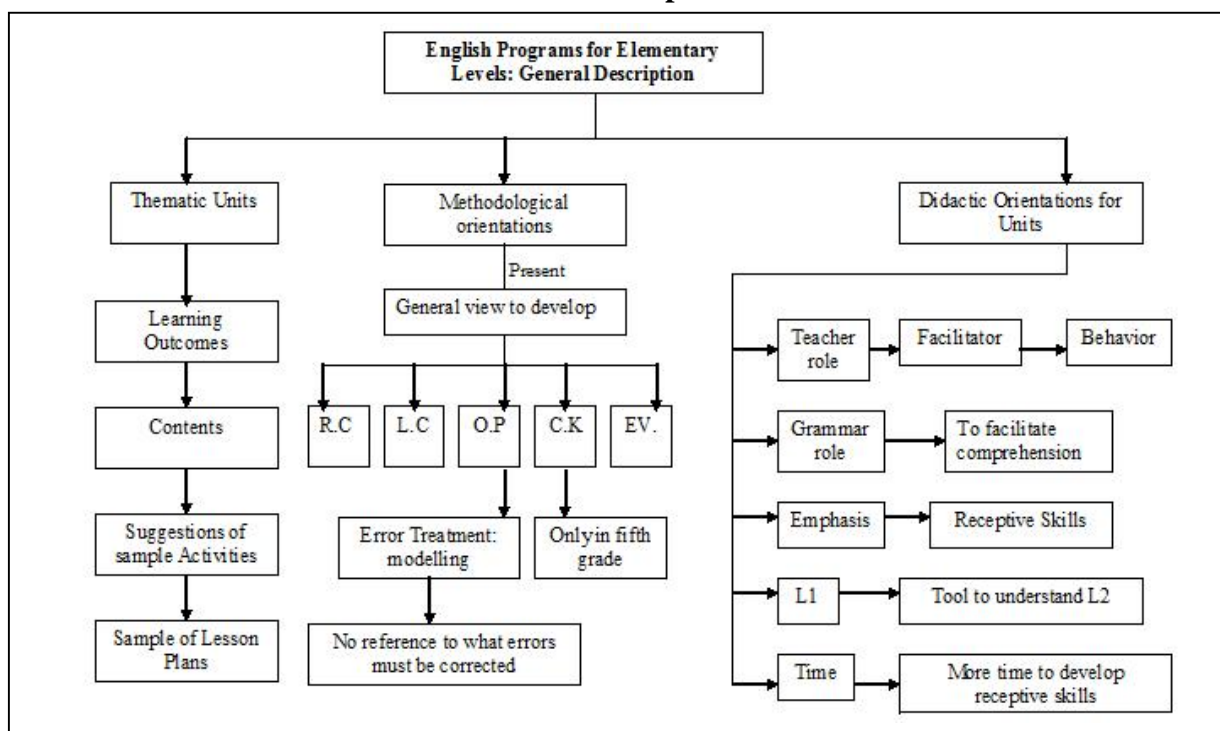 English Programs for Elementary
Levels: General Description
Thematic Units
Learning
Outcomes
Contents
Suggestions of
sample Activities
Sample of Lesson
Plans
Methodological
orientations
Present
General view to develop
R.C
L.C
O.P
C.K
EV.
Error Treatment:
modelling
Only in fifth
grade
No reference to what errors
must be corrected
Didactic Orientations for
Units
Teacher
role
Facilitator
Behavior
Grammar
role
To facilitate
comprehension
Emphasis
Receptive Skills
L1
Tool to understand L2
Time
More time to develop
receptive skills